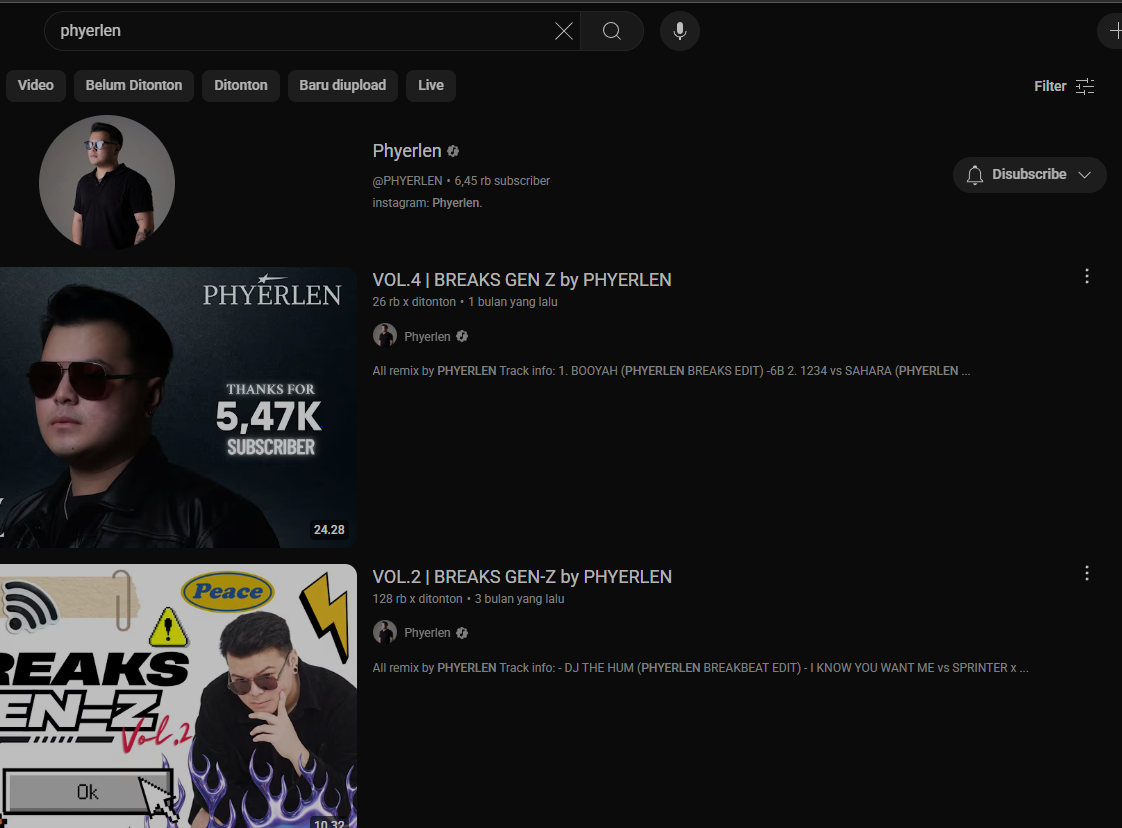 phyerlen
Video
Belum Ditonton
Ditonton
Baru diupload
Live
Filter
Phyerlen
@PHYERLEN • 6,45 rb subscriber
instagram: Phyerlen.
Disubscribe
PHYERLEN
THANKS FOR
5,47K
SUBSCRIBER
24.28
VOL.4 | BREAKS GEN Z by PHYERLEN
26 rb x ditonton • 1 bulan yang lalu
Phyerlen
All remix by PHYERLEN Track info: 1. BOOYAH (PHYERLEN BREAKS EDIT) -6B 2. 1234 vs SAHARA (PHYERLEN ...
Peace
REAKS
EN-Z
Vol.2
Ok
10.32
VOL.2 | BREAKS GEN-Z by PHYERLEN
128 rb x ditonton • 3 bulan yang lalu
Phyerlen
All remix by PHYERLEN Track info: - DJ THE HUM (PHYERLEN BREAKBEAT EDIT) - I KNOW YOU WANT ME vs SPRINTER x ...